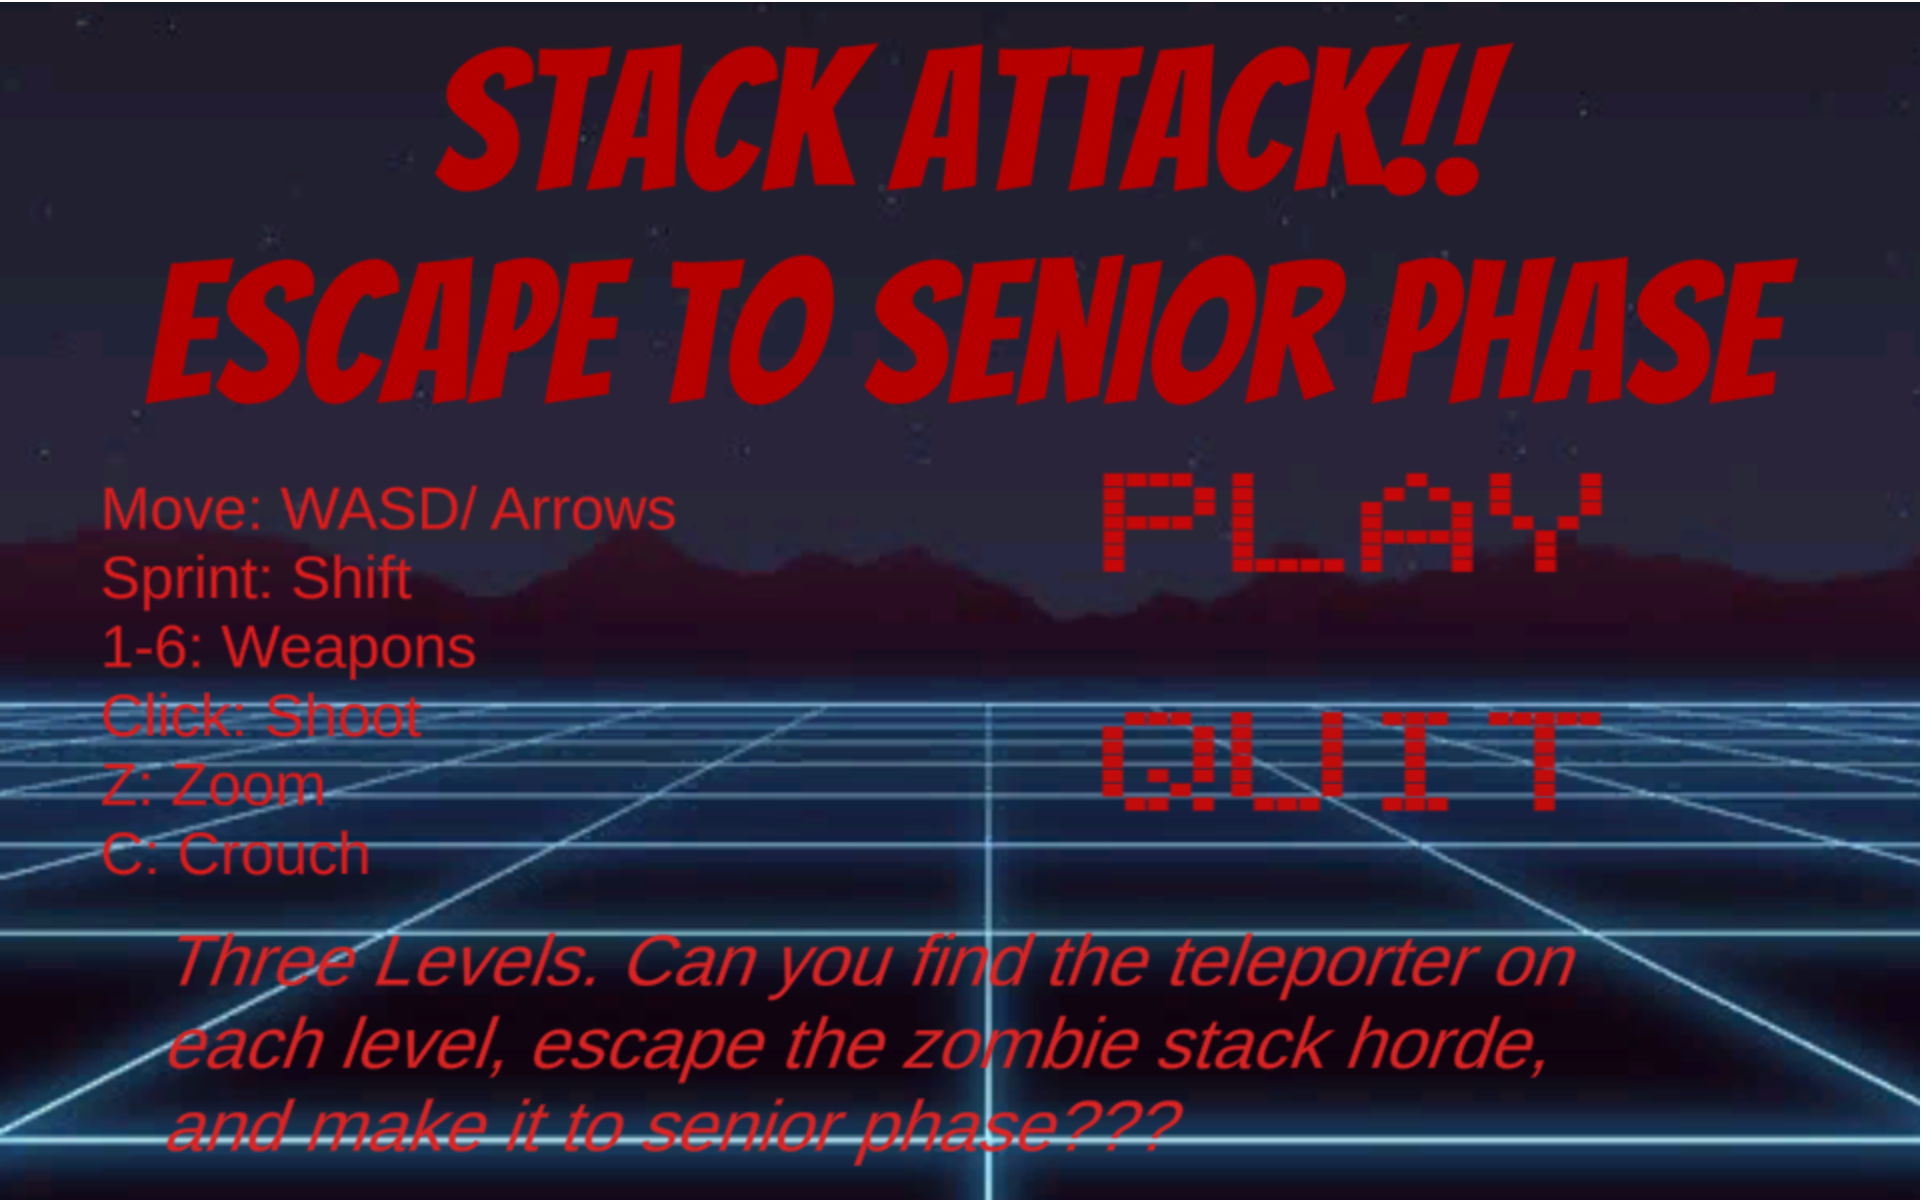 STACK ATTACK!!
ESCAPE TO SENIOR PHASE
Move: WASD/ Arrows
Sprint: Shift
1-6: Weapons
Click: Shoot
Z: Zoom
C: Crouch
PLAY
QUIT
Three Levels. Can you find the teleporter on
each level, escape the zombie stack horde,
and make it to senior phase???